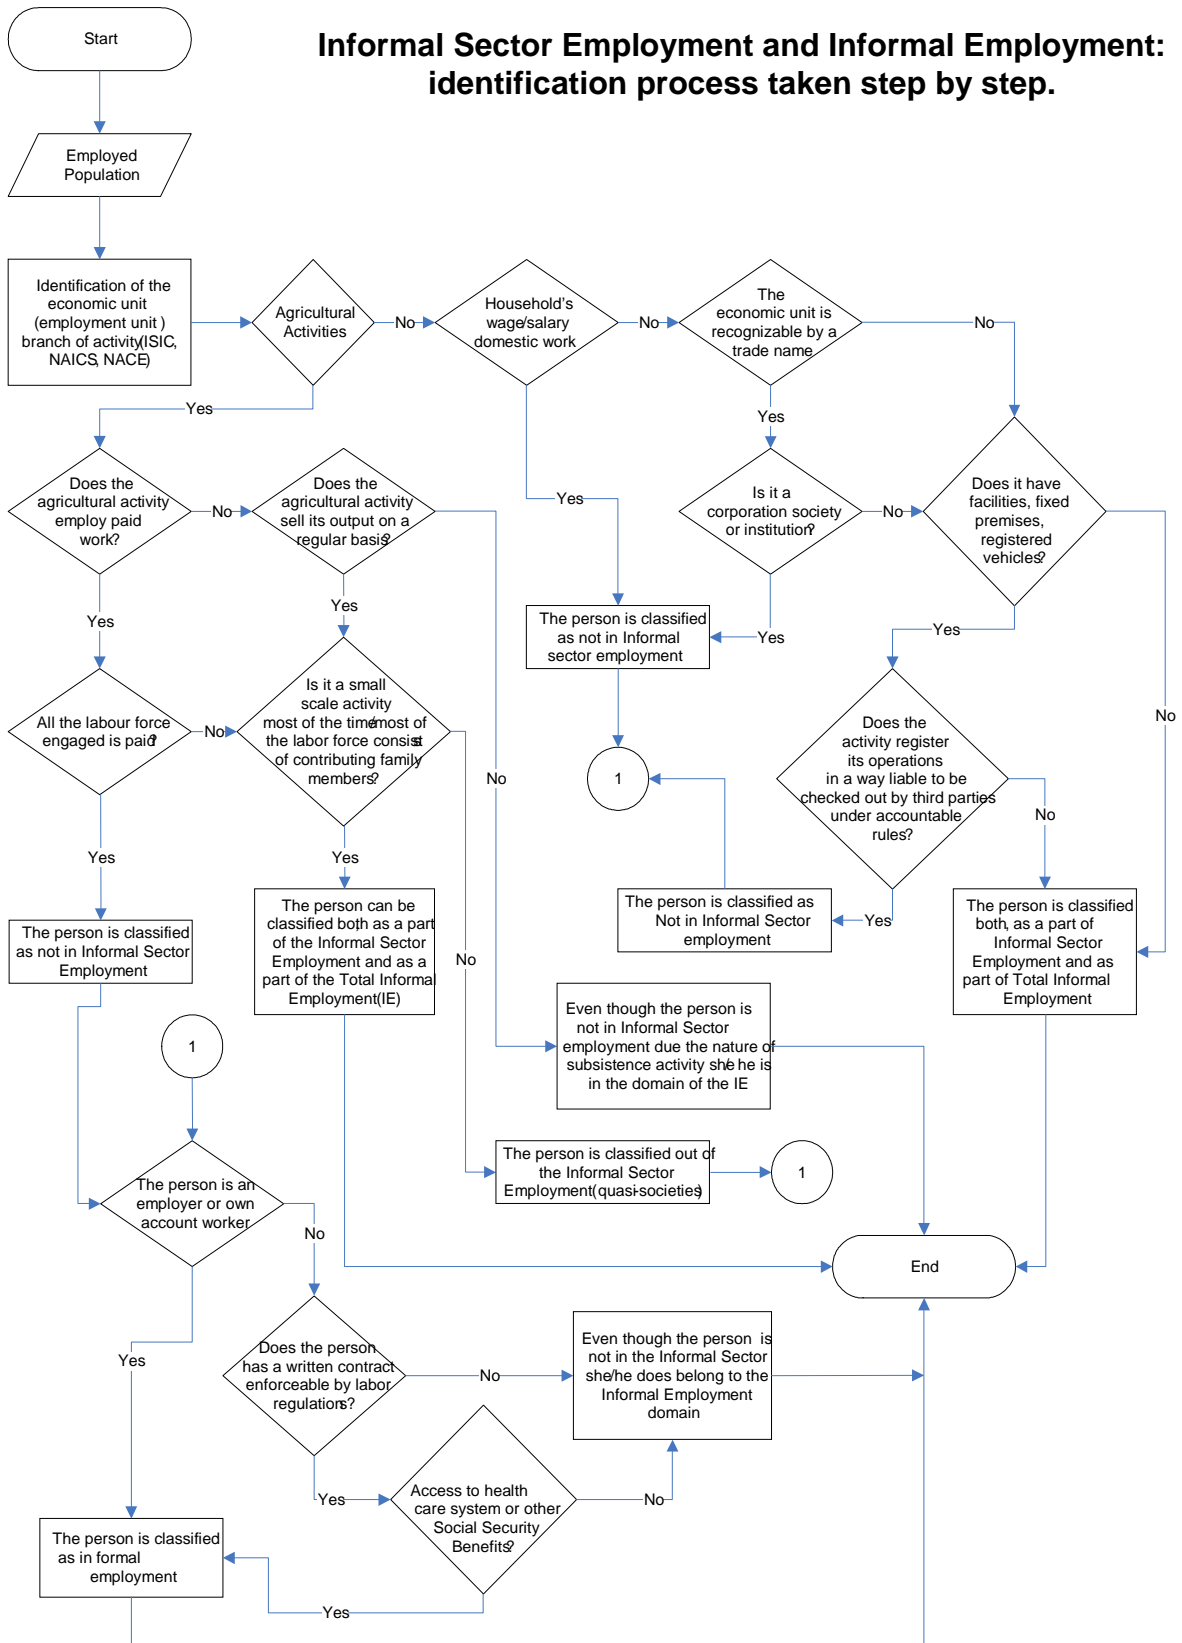 Start
Informal Sector Employment and Informal Employment:
identification process taken step by step.
Employed
Population
Identification of the
economic unit
(employment unit )
branch of activity(ISIC,
NAICS, NACE)
Agricultural
Activities
No
Household's
wage/salary
domestic work
No
The
economic unit is
recognizable by a
trade name
No
Yes
Yes
Does the
agricultural activity
employ paid
work?
No
Does the
agricultural activity
sell its output on a
regular basis?
Yes
Is it a
corporation society
or institution?
No
Does it have
facilities, fixed
premises,
registered
vehicles?
Yes
Yes
The person is classified
as not in Informal
sector employment
Yes
Yes
All the labour force
engaged is paid?
No
Is it a small
scale activity
most of the time/most of
the labor force consist
of contributing family
members?
No
1
Does the
activity register
its operations
in a way liable to be
checked out by third parties
under accountable
rules?
No
No
Yes
Yes
The person is classified
as not in Informal Sector
Employment
The person can be
classified both, as a part
of the Informal Sector
Employment and as a
part of the Total Informal
Employment(IE)
No
The person is classified as
Not in Informal Sector
employment
Yes
The person is classified
both, as a part of
Informal Sector
Employment and as
part of Total Informal
Employment
1
Even though the person is
not in Informal Sector
employment due the nature of
subsistence activity she/ he is
in the domain of the IE
The person is classified out of
the Informal Sector
Employment(quasi-societies)
1
The person is an
employer or own
account worker
No
End
Yes
Does the person
has a written contract
enforceable by labor
regulations?
No
Even though the person is
not in the Informal Sector
she/he does belong to the
Informal Employment
domain
Yes
Access to health
care system or other
Social Security
Benefits?
No
The person is classified
as in formal
employment
Yes